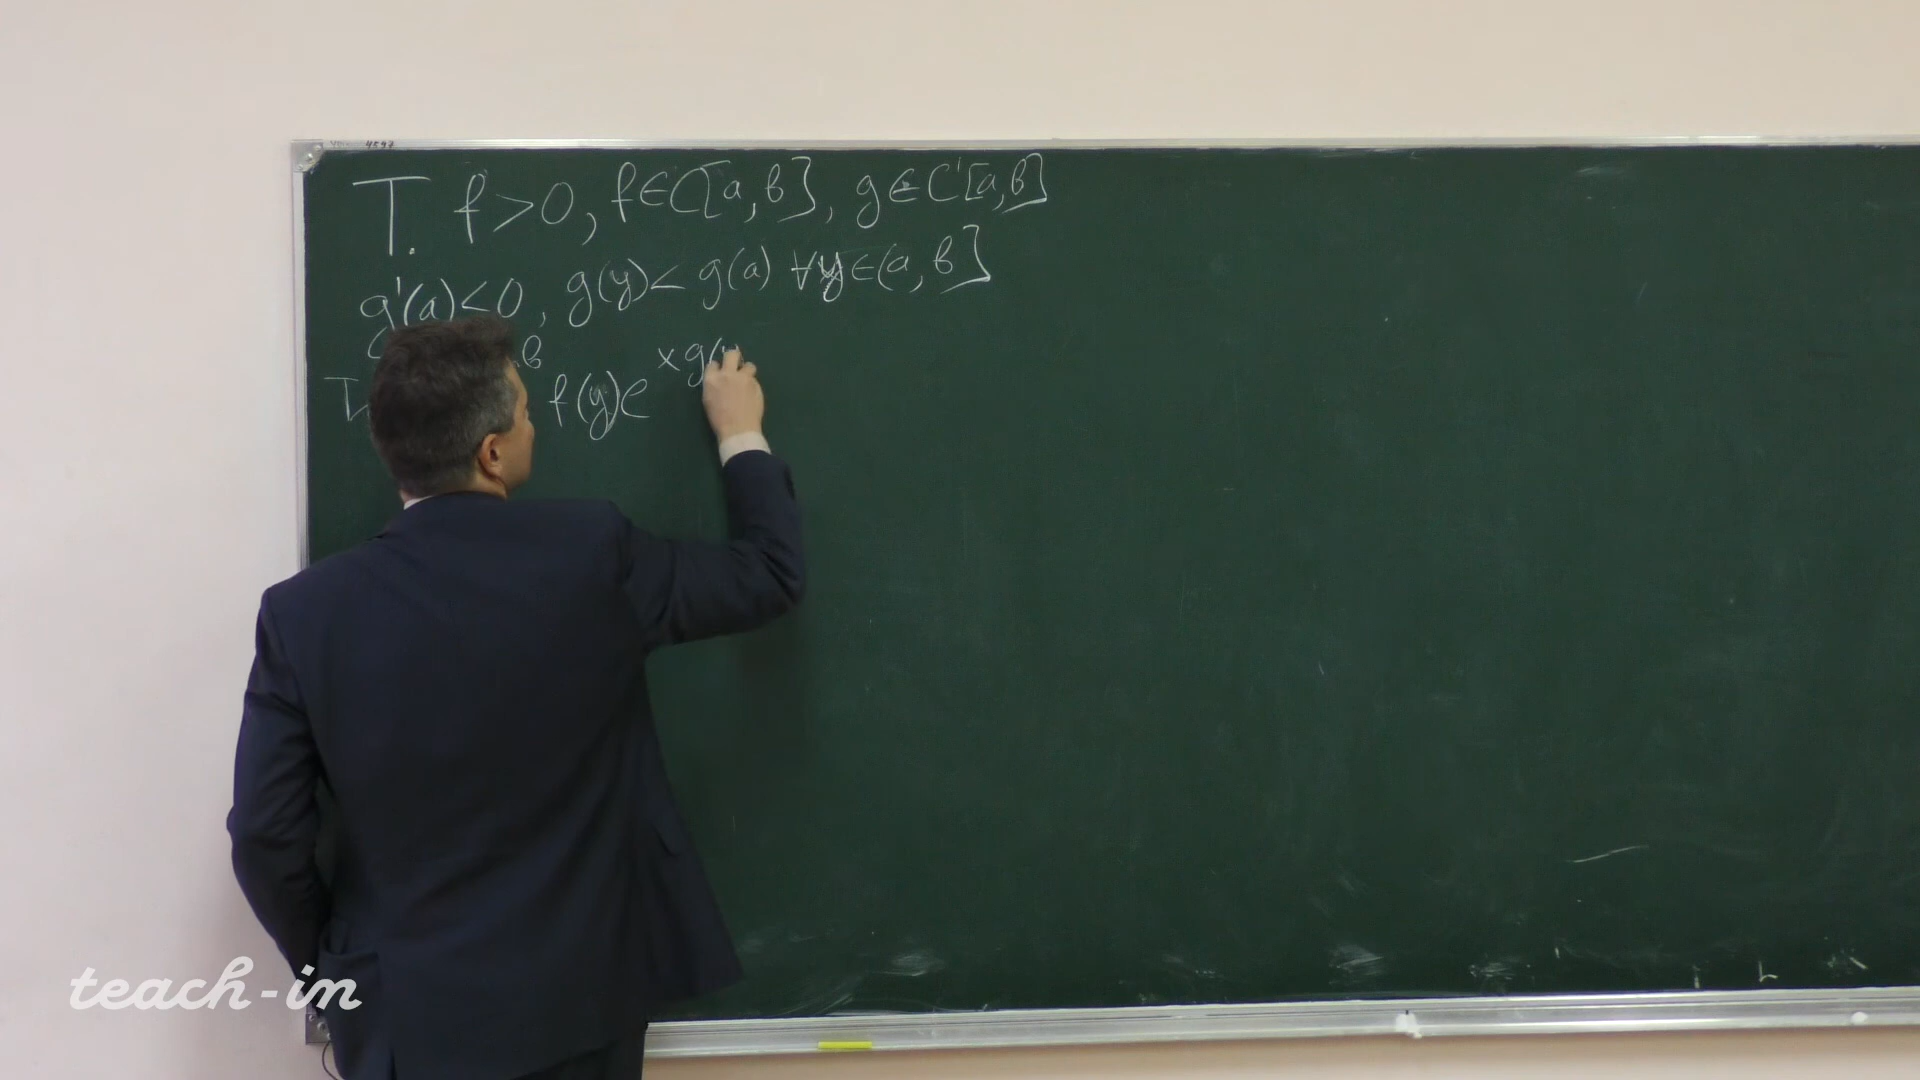 T. f>0, f∈C[a,b], g∈C'[a,b]
g'(a)<0, g(y)<g(a) ∀y∈(a,b]
b f(y)e^xg(y
teach-in